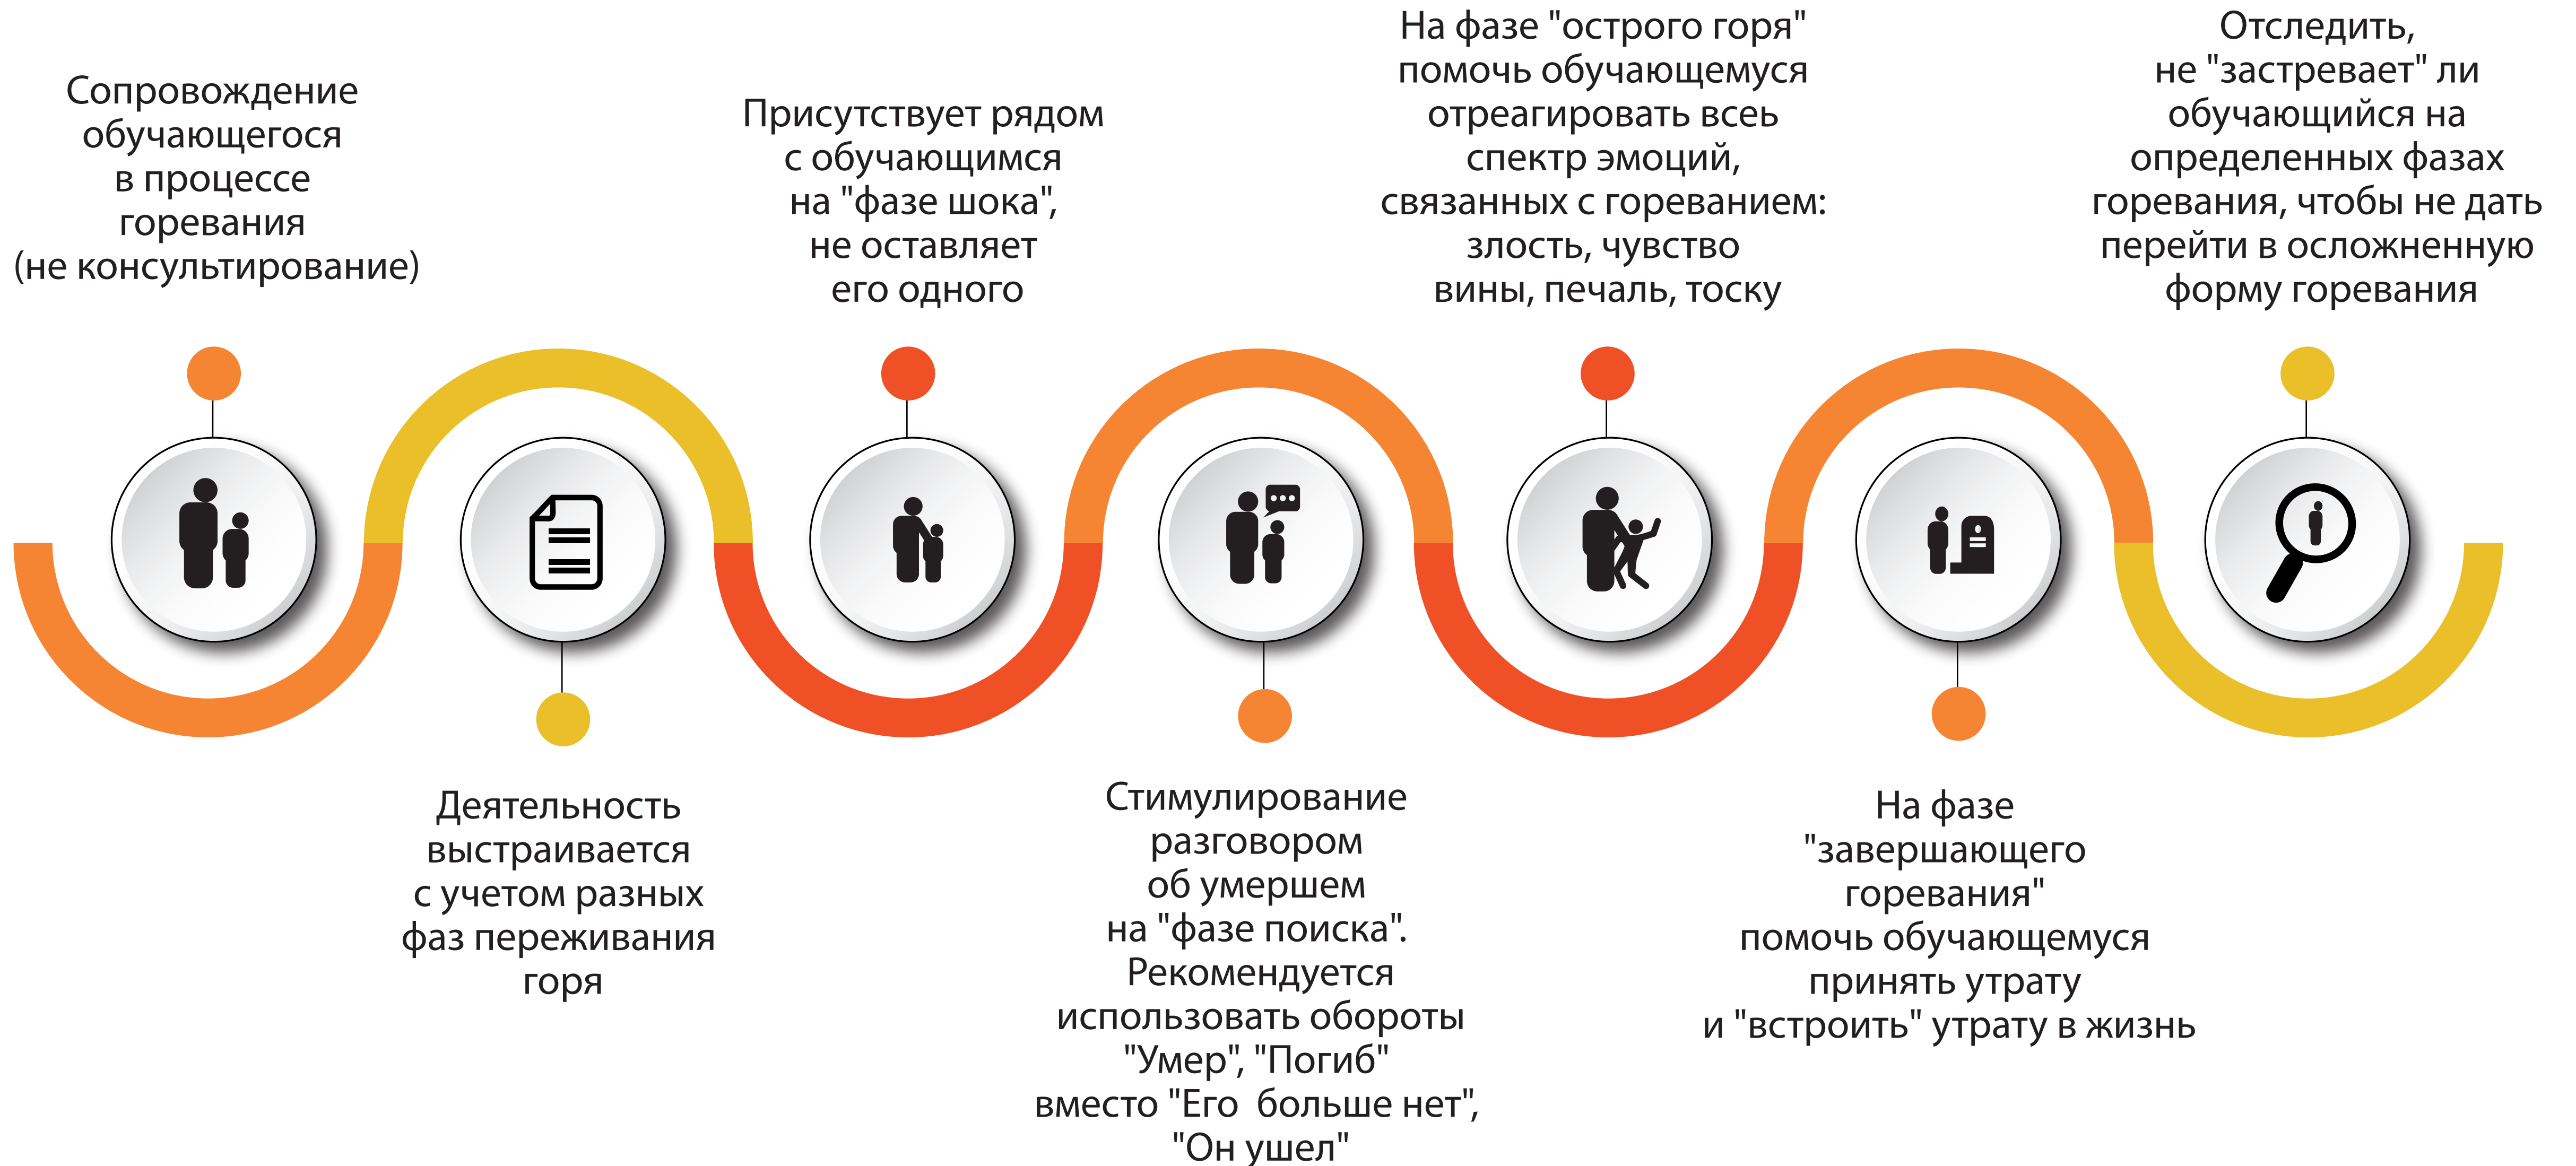 Сопровождение
обучающегося
в процессе
горевания
(не консультирование)
Деятельность
выстраивается
с учетом разных
фаз переживания
горя
Присутствует рядом
с обучающимся
на "фазе шока",
не оставляет
его одного
Стимулирование
разговором
об умершем
на "фазе поиска".
Рекомендуется
использовать обороты
"Умер", "Погиб"
вместо "Его  больше нет",
"Он ушел"
На фазе "острого горя"
помочь обучающемуся
отреагировать всеь
спектр эмоций,
связанных с гореванием:
злость, чувство
вины, печаль, тоску
На фазе
"завершающего
горевания"
помочь обучающемуся
принять утрату
и "встроить" утрату в жизнь
Отследить,
не "застревает" ли
обучающийся на
определенных фазах
горевания, чтобы не дать
перейти в осложненную
форму горевания